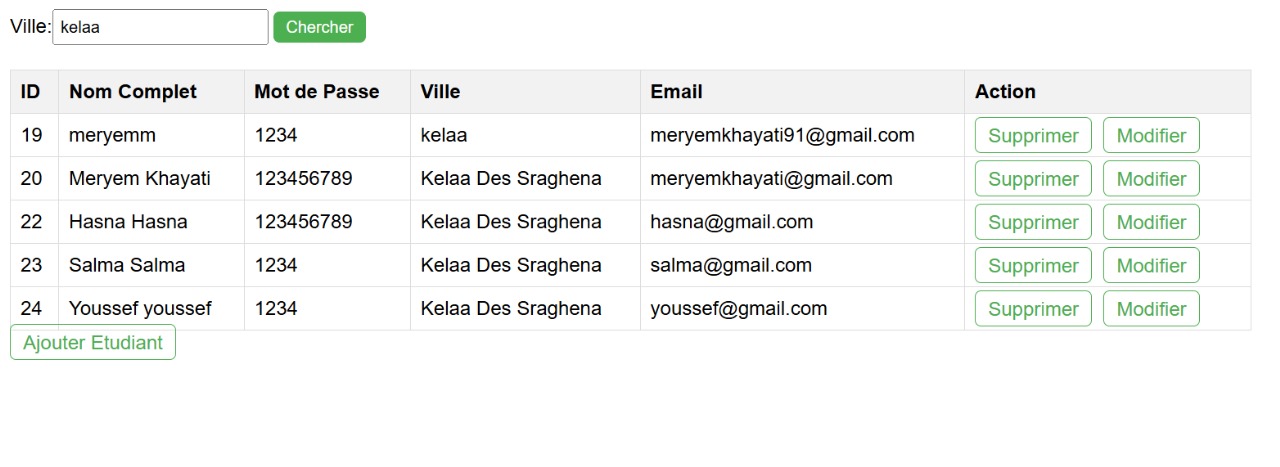 Ville: kelaa Chercher
ID Nom Complet Mot de Passe Ville Email Action
19 meryemm 1234 kelaa meryemkhayati91@gmail.com Supprimer Modifier
20 Meryem Khayati 123456789 Kelaa Des Sraghena meryemkhayati@gmail.com Supprimer Modifier
22 Hasna Hasna 123456789 Kelaa Des Sraghena hasna@gmail.com Supprimer Modifier
23 Salma Salma 1234 Kelaa Des Sraghena salma@gmail.com Supprimer Modifier
24 Youssef youssef 1234 Kelaa Des Sraghena youssef@gmail.com Supprimer Modifier
Ajouter Etudiant